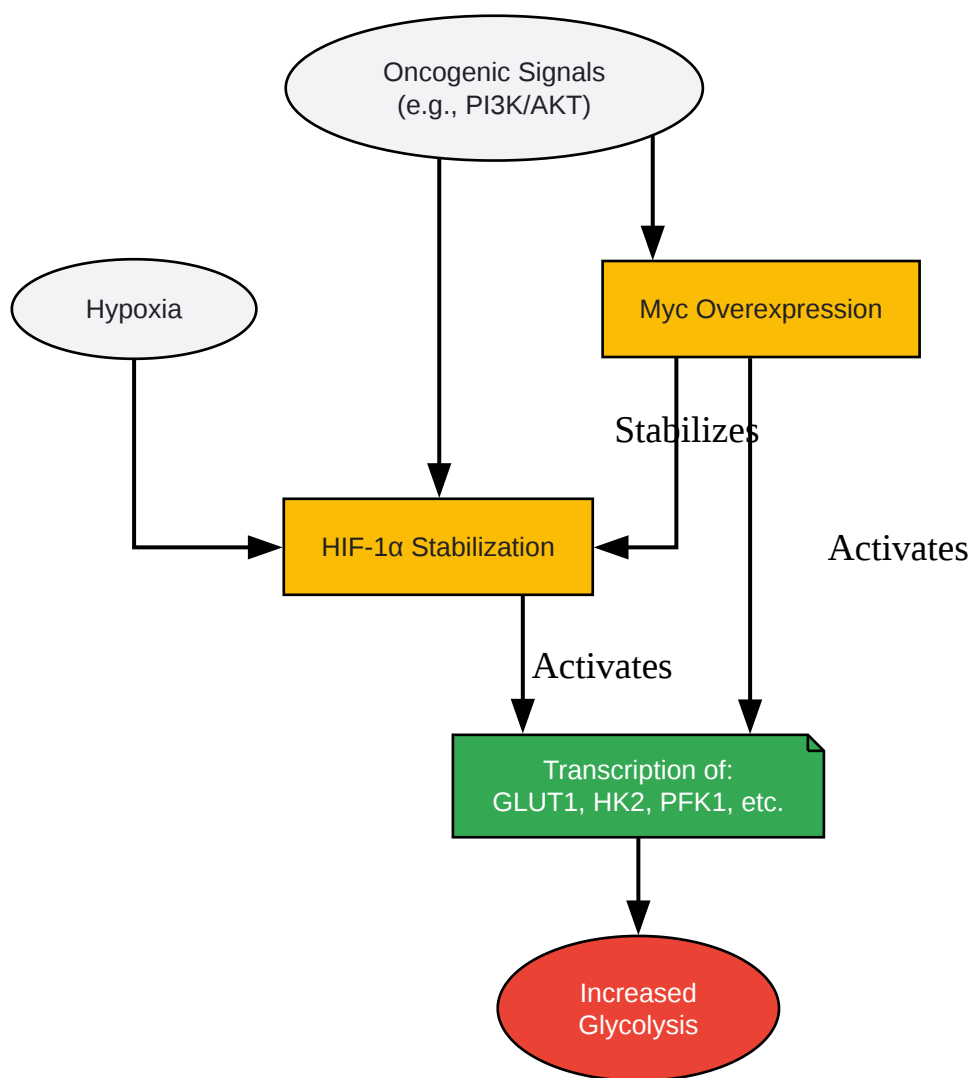 Oncogenic Signals
(e.g., PI3K/AKT)
Hypoxia
Myc Overexpression
Stabilizes
HIF-1α Stabilization
Activates
Activates
Transcription of:
GLUT1, HK2, PFK1, etc.
Increased
Glycolysis